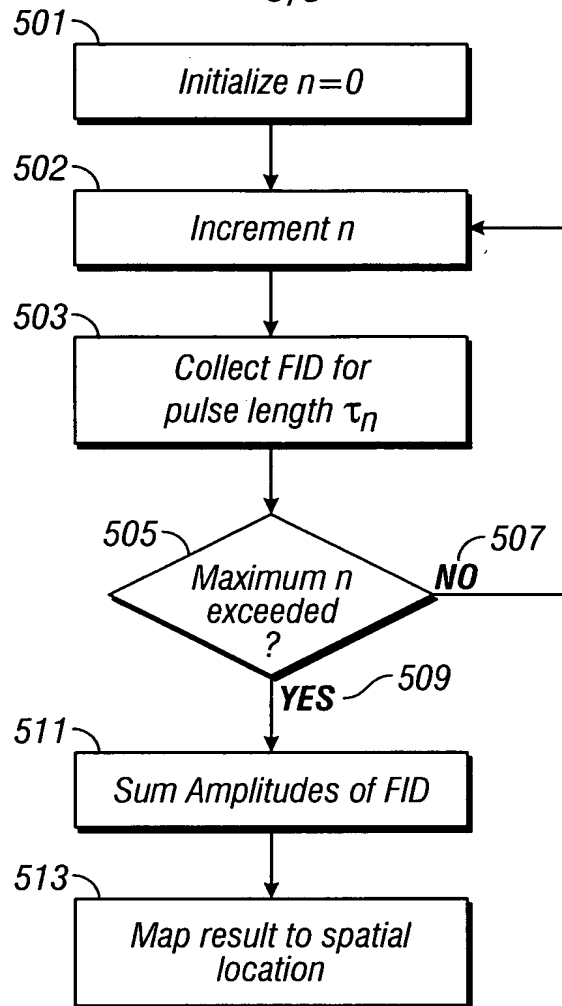 501
Initialize n=0
502
Increment n
503
Collect FID for
pulse length τn
505
Maximum n
exceeded
?
507
NO
YES
509
511
Sum Amplitudes of FID
513
Map result to spatial
location